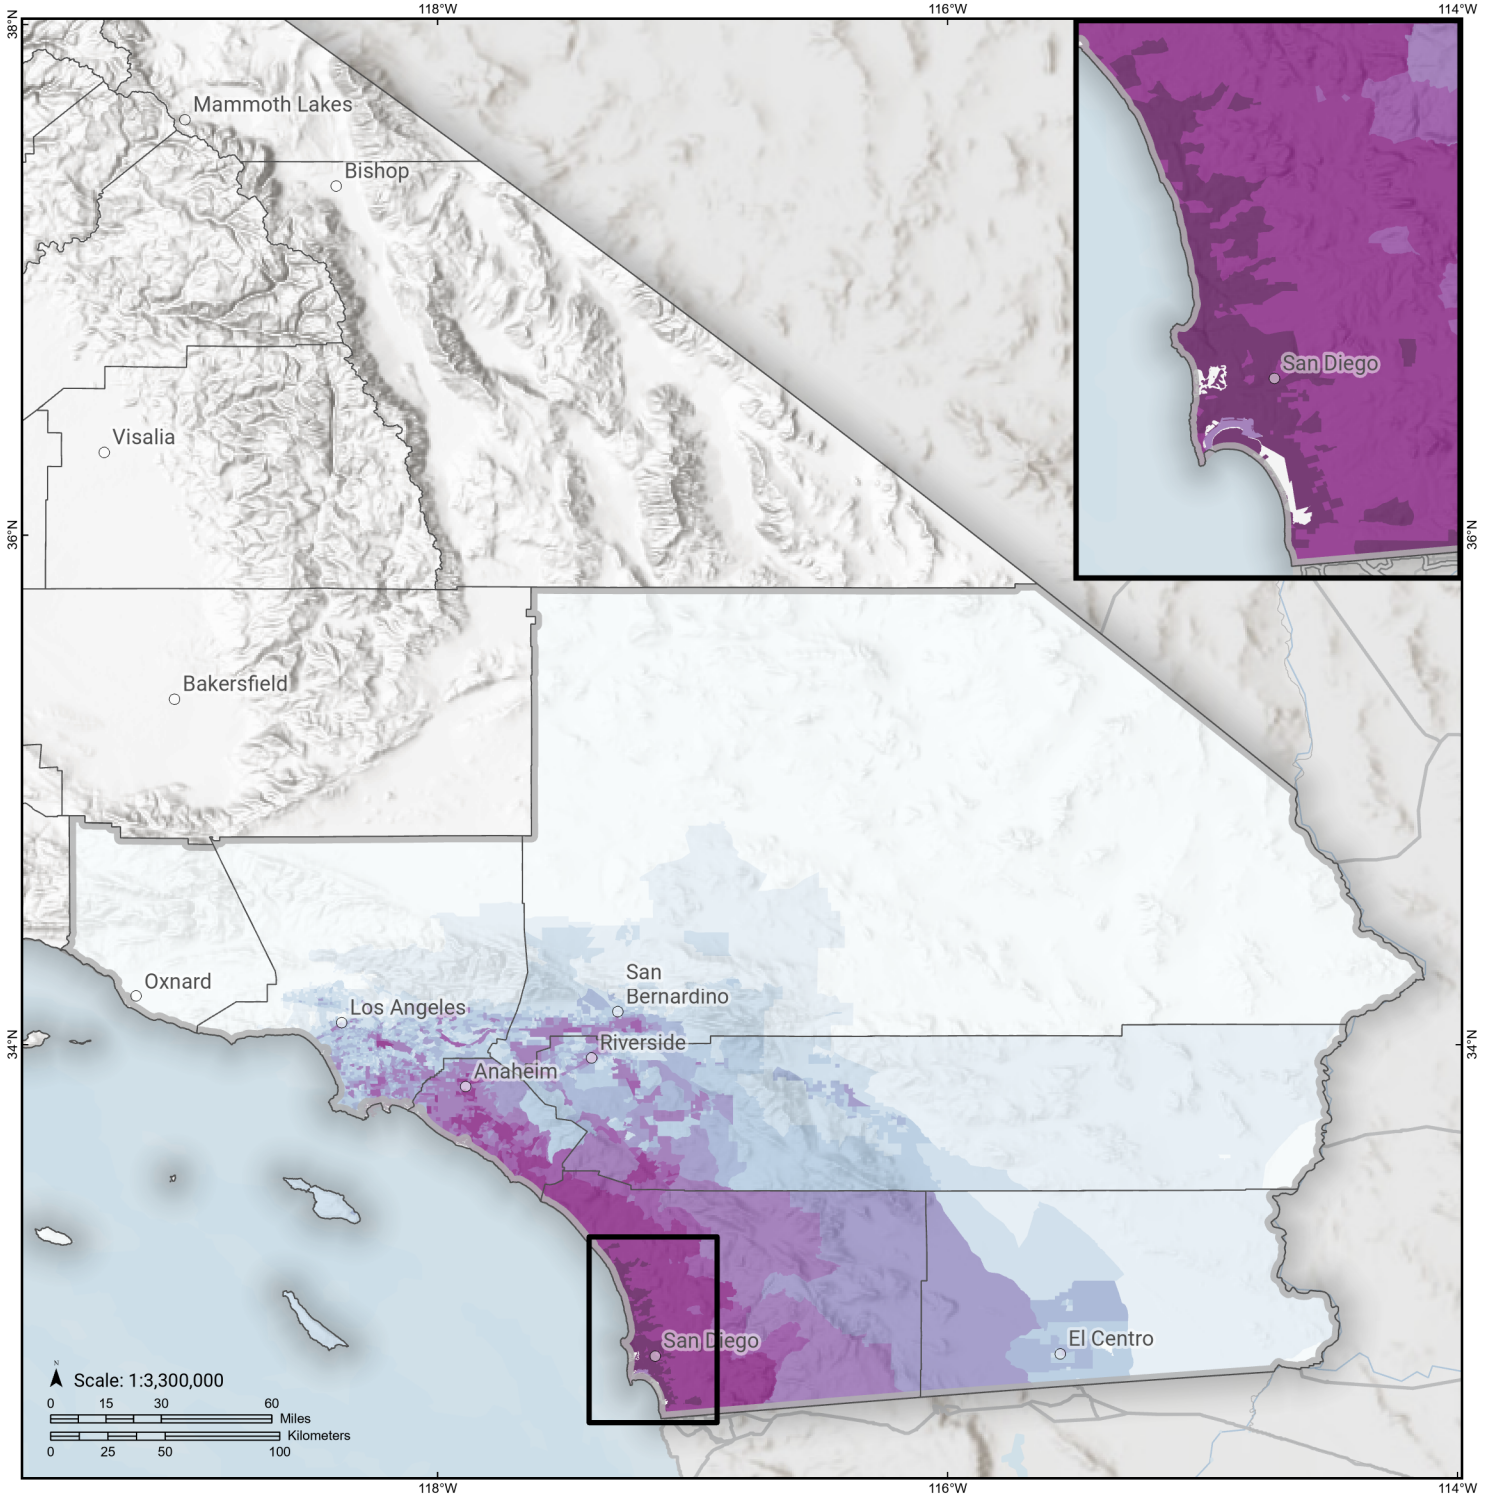 118°W 116°W 114°W
38°N
Mammoth Lakes
Bishop
San Diego
Visalia
36°N 36°N
Bakersfield
San
Bernardino
Oxnard
Los Angeles
34°N 34°N
Riverside
Anaheim
San Diego
El Centro
N
Scale: 1:3,300,000
0 15 30 60
Miles
Kilometers
0 25 50 100
118°W 116°W 114°W